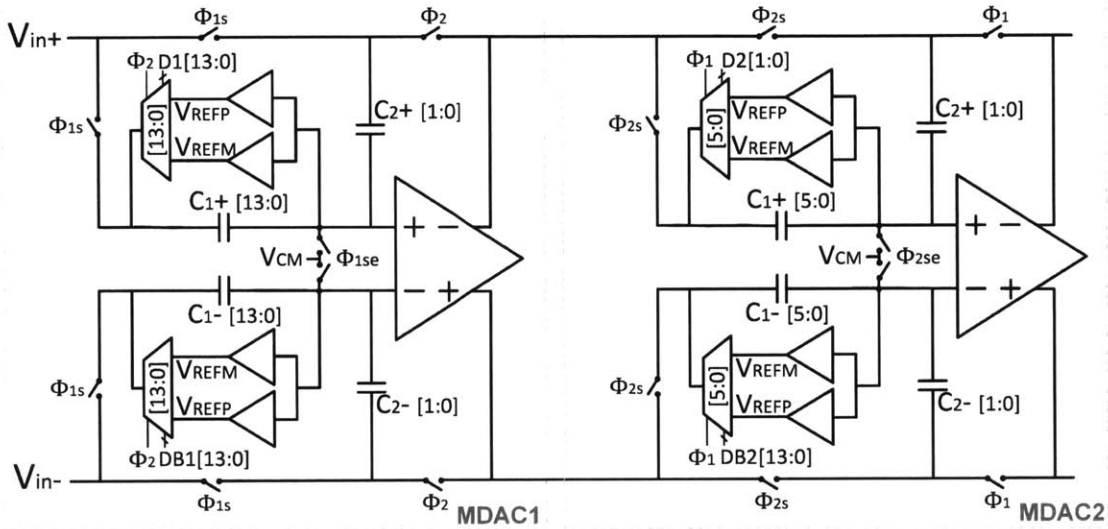 Φ1s Φ2 Φ2s Φ1
Vin+
Φ2 D1[13:0] Φ1 D2[1:0]
[13:0] VREFP C2+ [1:0] [5:0] VREFP C2+ [1:0]
Φ1s Φ2s
VREFM VREFM
C1+ [13:0] C1+ [5:0]
+ − + −
VCM Φ1se VCM Φ2se
− + − +
C1- [13:0] C1- [5:0]
[13:0] VREFM [5:0] VREFM
Φ1s Φ2s
VREFP C2- [1:0] VREFP C2- [1:0]
Φ2 DB1[13:0] Φ1 DB2[13:0]
Vin-
Φ1s Φ2 Φ2s Φ1
MDAC1 MDAC2